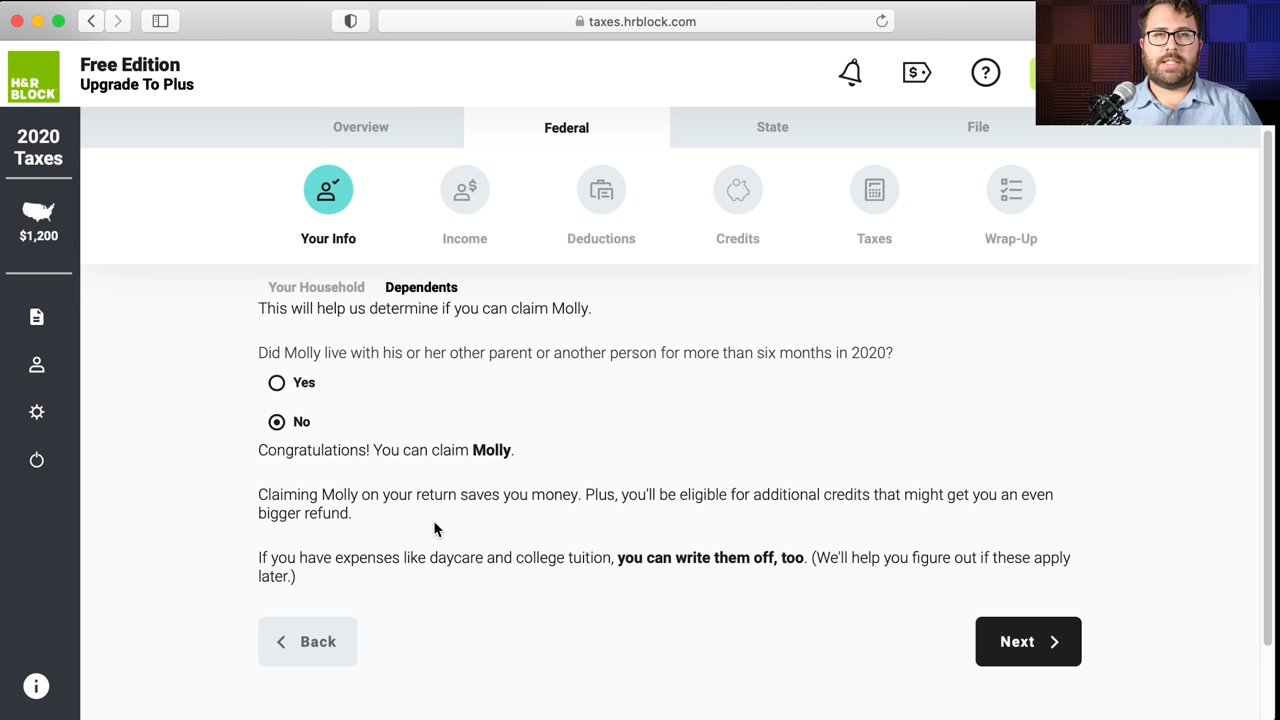 taxes.hrblock.com
H&R
BLOCK
Free Edition
Upgrade To Plus
$
?
2020
Taxes
$1,200
Overview
Federal
State
File
$
Your Info
Income
Deductions
Credits
Taxes
Wrap-Up
Your Household
Dependents
This will help us determine if you can claim Molly.
Did Molly live with his or her other parent or another person for more than six months in 2020?
Yes
No
Congratulations! You can claim Molly.
Claiming Molly on your return saves you money. Plus, you'll be eligible for additional credits that might get you an even
bigger refund.
If you have expenses like daycare and college tuition, you can write them off, too. (We'll help you figure out if these apply
later.)
Back
Next
i